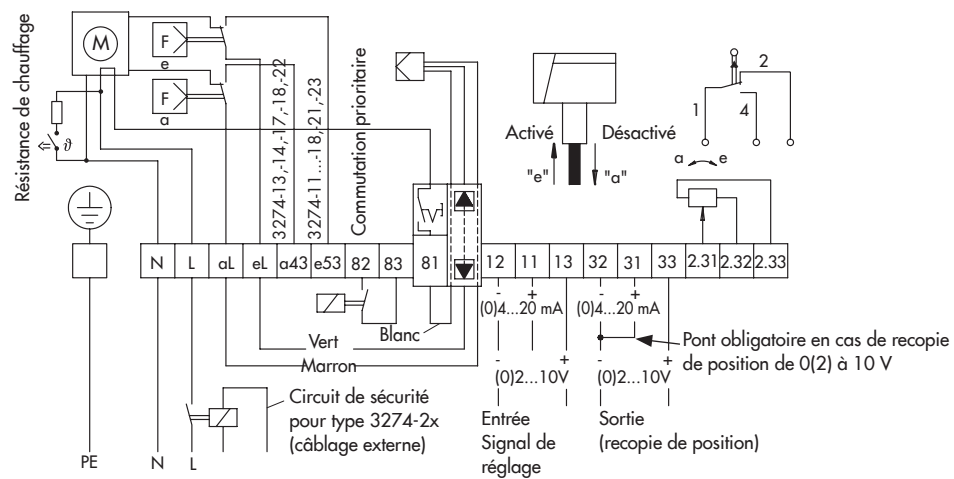 Résistance de chauffage
M
F
e
F
a
ϑ
3274-13,-14,-17,-18,-22
3274-11...-18,-21,-23
Commutation prioritaire
Activé
Désactivé
"e"
"a"
1
2
4
a
e
N
L
aL
eL
a43
e53
82
83
81
12
11
13
32
31
33
2.31
2.32
2.33
- +
(0)4...20 mA
- +
(0)4...20 mA
Blanc
Vert
Marron
- +
(0)2...10V
- +
(0)2...10V
Pont obligatoire en cas de recopie
de position de 0(2) à 10 V
Circuit de sécurité
pour type 3274-2x
(câblage externe)
Entrée
Signal de
réglage
Sortie
(recopie de position)
PE
N
L